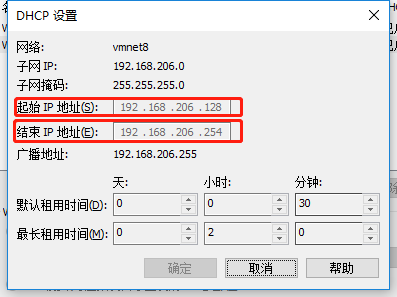 DHCP 设置
网络: vmnet8
子网 IP: 192.168.206.0
子网掩码: 255.255.255.0
起始 IP 地址(S): 192 . 168 . 206 . 128
结束 IP 地址(E): 192 . 168 . 206 . 254
广播地址: 192.168.206.255
天: 小时: 分钟:
默认租用时间(D): 0 0 30
最长租用时间(M): 0 2 0
确定 取消 帮助